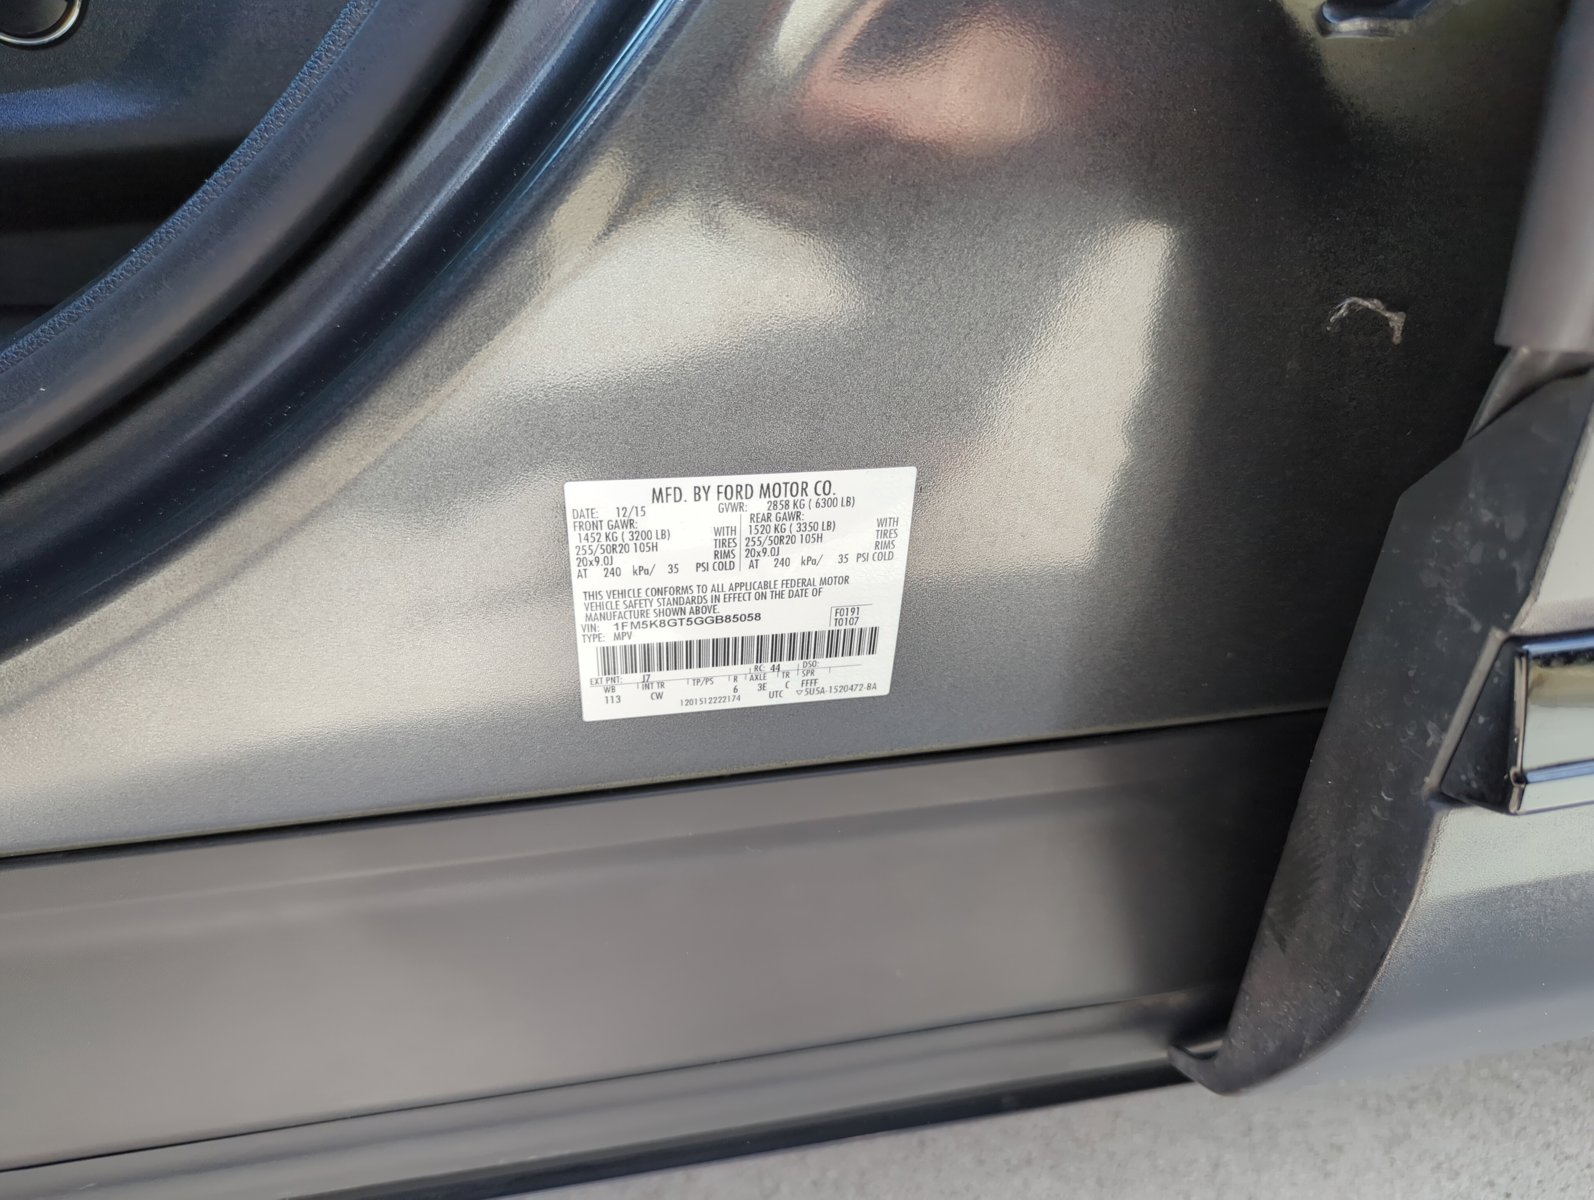 MFD. BY FORD MOTOR CO.
DATE: 12/15 GVWR: 2858 KG ( 6300 LB)
FRONT GAWR: REAR GAWR:
1452 KG ( 3200 LB) WITH 1520 KG ( 3350 LB) WITH
255/50R20 105H TIRES 255/50R20 105H TIRES
20x9.0J RIMS 20x9.0J RIMS
AT 240 kPa/ 35 PSI COLD AT 240 kPa/ 35 PSI COLD
THIS VEHICLE CONFORMS TO ALL APPLICABLE FEDERAL MOTOR
VEHICLE SAFETY STANDARDS IN EFFECT ON THE DATE OF
MANUFACTURE SHOWN ABOVE.
VIN: 1FM5K8GT5GGB85058 F0191
TYPE: MPV T0107
EXT PNT: J7 RC: 44 DSO:
WB INT TR TP/PS R AXLE TR SPR
113 CW 6 3E C FFFF
1201512222174 UTC ▽5U5A-1520472-BA